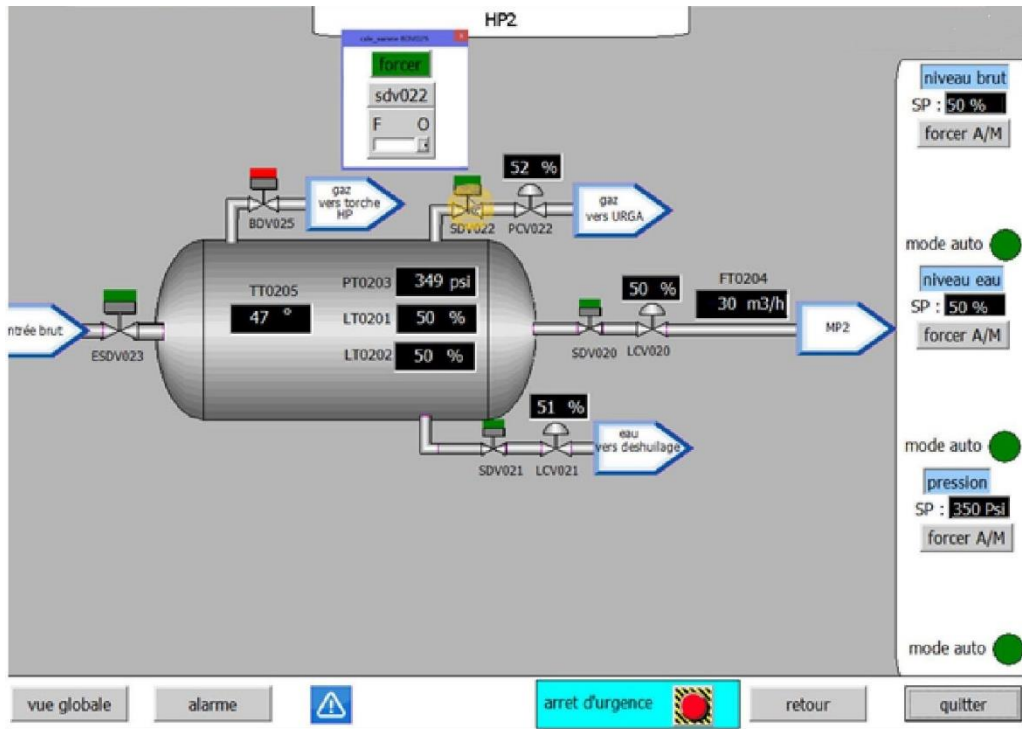 HP2
forcer
sdv022
F O
niveau brut
SP : 50 %
forcer A/M
mode auto
niveau eau
SP : 50 %
forcer A/M
mode auto
pression
SP : 350 Psi
forcer A/M
mode auto
gaz
vers torche
HP
BDV025
52 %
SDV022
PCV022
gaz
vers URGA
TT0205
47 °
PT0203
349 psi
LT0201
50 %
LT0202
50 %
ntrée brut
ESDV023
50 %
FT0204
30 m3/h
SDV020
LCV020
MP2
51 %
SDV021
LCV021
eau
vers deshuilage
vue globale
alarme
arret d'urgence
retour
quitter